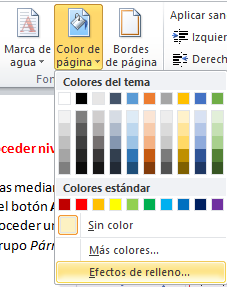 Marca de agua
Color de página
Bordes de página
Aplicar san
Izquier
Derech
Fon
Colores del tema
oceder niv
as median
el botón A
oceder un
rupo Párr
Colores estándar
Sin color
Más colores...
Efectos de relleno...